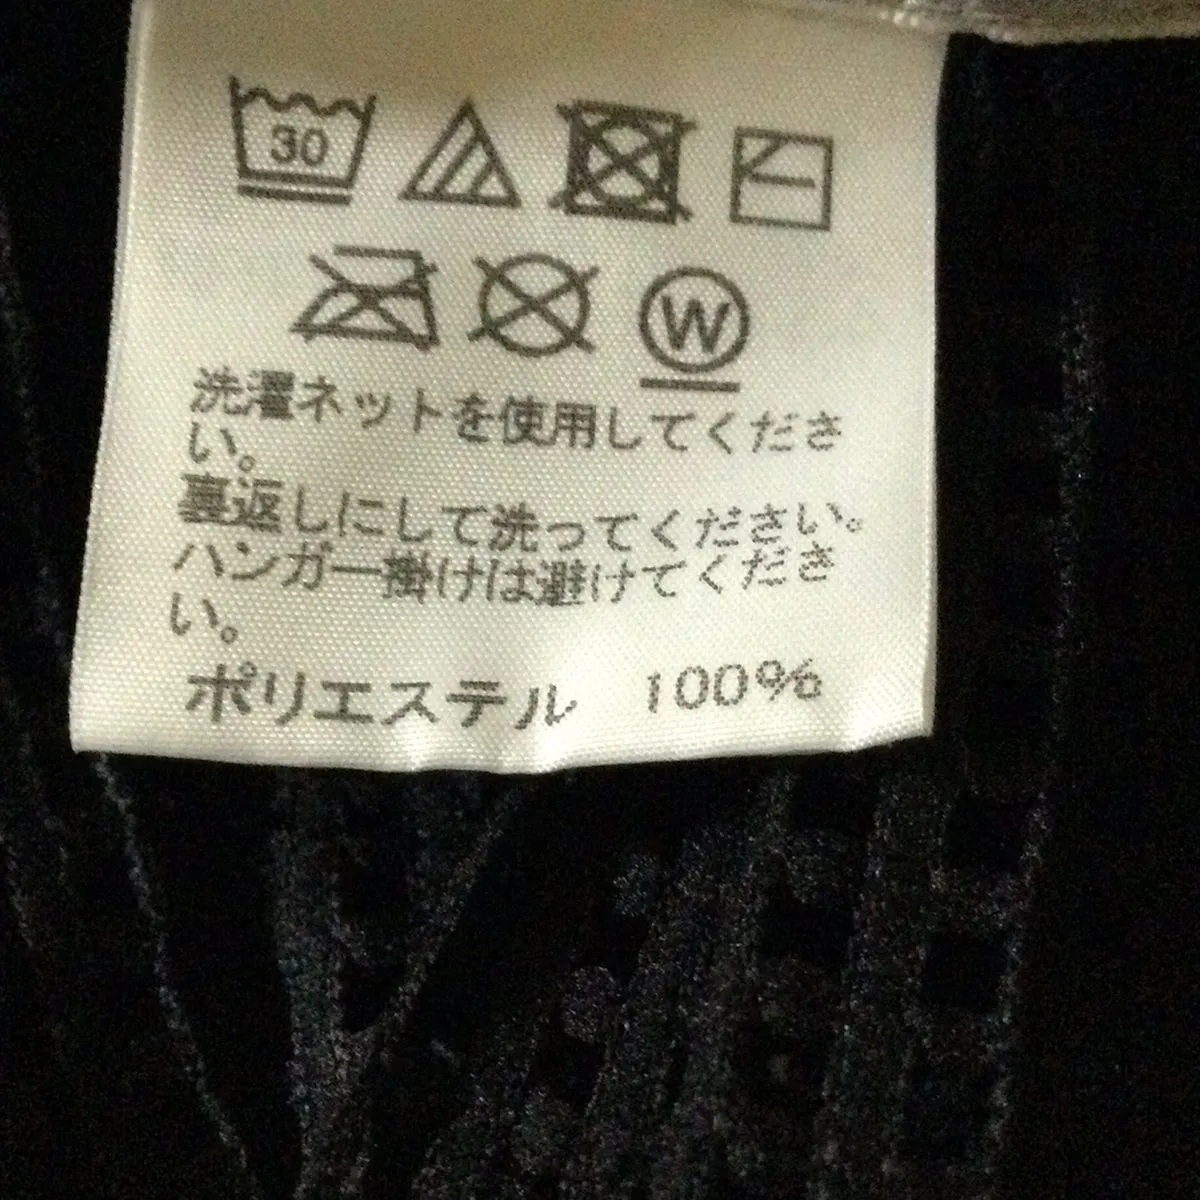 30
W
洗濯ネットを使用してくださ
い。
裏返しにして洗ってください。
ハンガー掛けは避けてくださ
い。
ポリエステル 100%